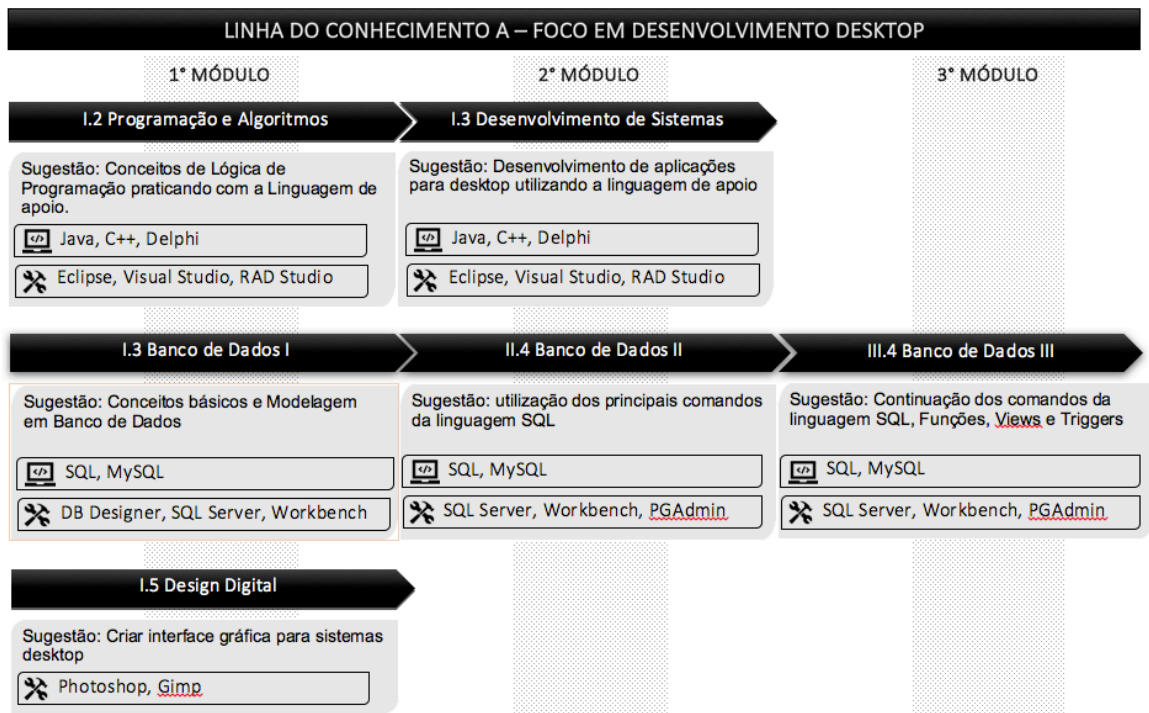 LINHA DO CONHECIMENTO A – FOCO EM DESENVOLVIMENTO DESKTOP
1° MÓDULO
2° MÓDULO
3° MÓDULO
I.2 Programação e Algoritmos
Sugestão: Conceitos de Lógica de
Programação praticando com a Linguagem de
apoio.
Java, C++, Delphi
Eclipse, Visual Studio, RAD Studio
I.3 Desenvolvimento de Sistemas
Sugestão: Desenvolvimento de aplicações
para desktop utilizando a linguagem de apoio
Java, C++, Delphi
Eclipse, Visual Studio, RAD Studio
I.3 Banco de Dados I
Sugestão: Conceitos básicos e Modelagem
em Banco de Dados
SQL, MySQL
DB Designer, SQL Server, Workbench
II.4 Banco de Dados II
Sugestão: utilização dos principais comandos
da linguagem SQL
SQL, MySQL
SQL Server, Workbench, PGAdmin
III.4 Banco de Dados III
Sugestão: Continuação dos comandos da
linguagem SQL, Funções, Views e Triggers
SQL, MySQL
SQL Server, Workbench, PGAdmin
I.5 Design Digital
Sugestão: Criar interface gráfica para sistemas
desktop
Photoshop, Gimp